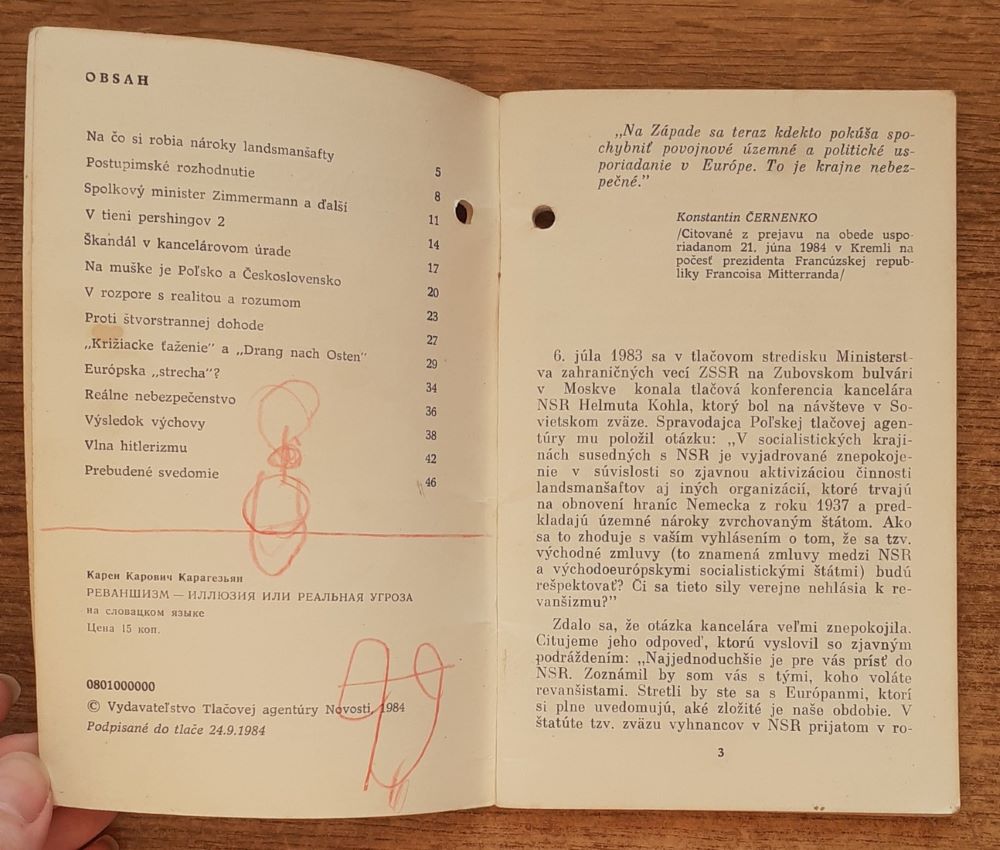 OBSAH
Na čo si robia nároky landsmanšafty 5
Postupimské rozhodnutie 8
Spolkový minister Zimmermann a ďalší 11
V tieni pershingov 2 14
Škandál v kancelárovom úrade 17
Na muške je Poľsko a Československo 20
V rozpore s realitou a rozumom 23
Proti štvorstrannej dohode 27
„Križiacke ťaženie" a „Drang nach Osten" 29
Európska „strecha"? 34
Reálne nebezpečenstvo 36
Výsledok výchovy 38
Vlna hitlerizmu 42
Prebudené svedomie 46
Карен Карович Карагезьян
РЕВАНШИЗМ — ИЛЛЮЗИЯ ИЛИ РЕАЛЬНАЯ УГРОЗА
на словацком языке
Цена 15 коп.
0801000000
© Vydavateľstvo Tlačovej agentúry Novosti, 1984
Podpísané do tlače 24.9.1984
„Na Západe sa teraz kdekto pokúša spo-
chybniť povojnové územné a politické us-
poriadanie v Európe. To je krajne nebez-
pečné."
Konstantin ČERNENKO
/Citované z prejavu na obede uspo-
riadanom 21. júna 1984 v Kremli na
počesť prezidenta Francúzskej repub-
liky Francoisa Mitterranda/
6. júla 1983 sa v tlačovom stredisku Ministerst-
va zahraničných vecí ZSSR na Zubovskom bulvári
v Moskve konala tlačová konferencia kancelára
NSR Helmuta Kohla, ktorý bol na návšteve v So-
vietskom zväze. Spravodajca Poľskej tlačovej agen-
túry mu položil otázku: „V socialistických kraji-
nách susedných s NSR je vyjadrované znepokoje-
nie v súvislosti so zjavnou aktivizáciou činnosti
landsmanšaftov aj iných organizácií, ktoré trvajú
na obnovení hraníc Nemecka z roku 1937 a pred-
kladajú územné nároky zvrchovaným štátom. Ako
sa to zhoduje s vaším vyhlásením o tom, že sa tzv.
východné zmluvy (to znamená zmluvy medzi NSR
a východoeurópskymi socialistickými štátmi) budú
rešpektovať? Či sa tieto sily verejne nehlásia k re-
vanšizmu?"
Zdalo sa, že otázka kancelára veľmi znepokojila.
Citujeme jeho odpoveď, ktorú vyslovil so zjavným
podráždením: „Najjednoduchšie je pre vás prísť do
NSR. Zoznámil by som vás s tými, koho voláte
revanšistami. Stretli by ste sa s Európanmi, ktorí
si plne uvedomujú, aké zložité je naše obdobie. V
štatúte tzv. zväzu vyhnancov v NSR prijatom v ro-
3